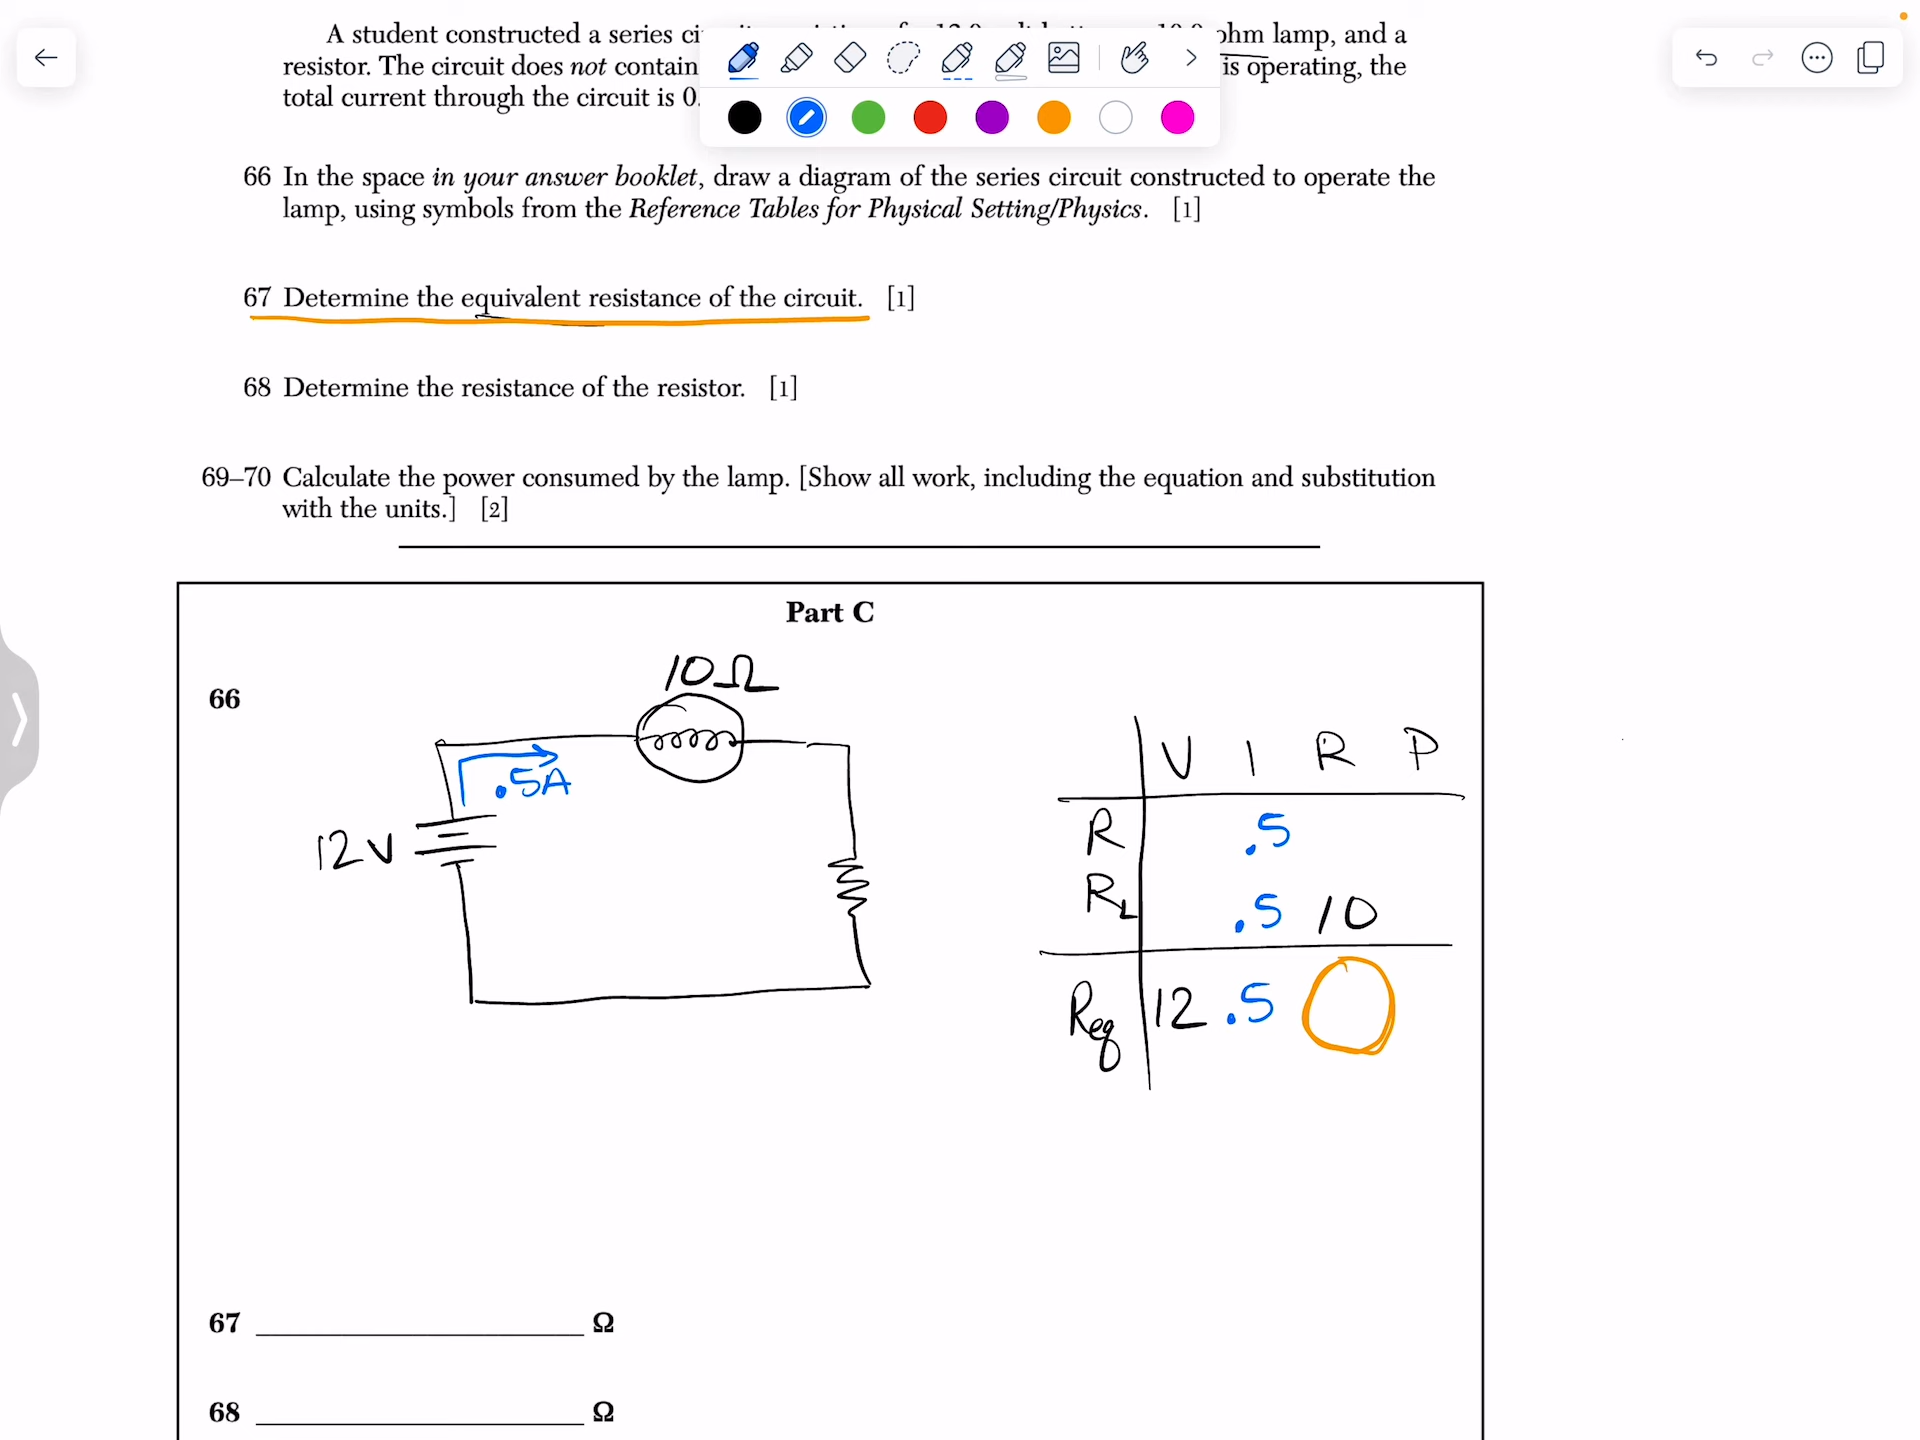 A student constructed a series ci ohm lamp, and a
resistor. The circuit does not contain is operating, the
total current through the circuit is 0.
66 In the space in your answer booklet, draw a diagram of the series circuit constructed to operate the
lamp, using symbols from the Reference Tables for Physical Setting/Physics. [1]
67 Determine the equivalent resistance of the circuit. [1]
68 Determine the resistance of the resistor. [1]
69–70 Calculate the power consumed by the lamp. [Show all work, including the equation and substitution
with the units.] [2]
Part C
66
10Ω
.5A
12V
V I R P
R .5
RL .5 10
Req 12 .5
67 Ω
68 Ω